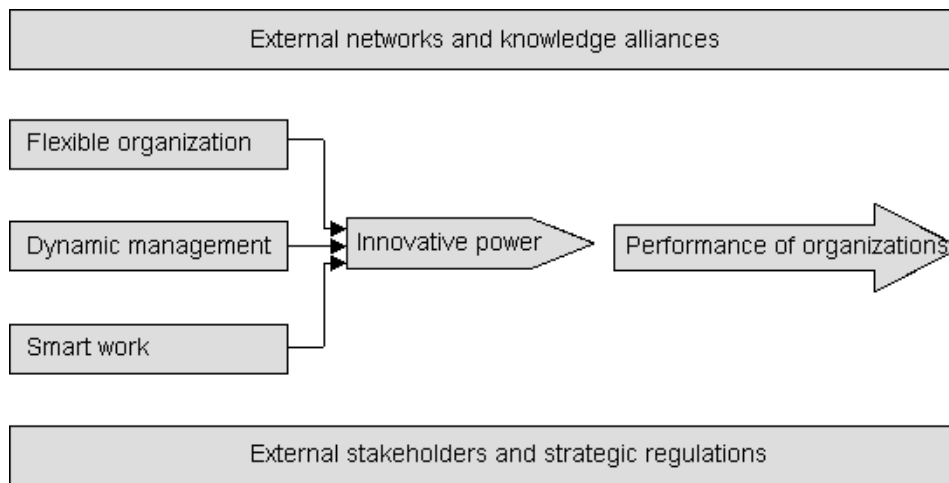 External networks and knowledge alliances
Flexible organization
Dynamic management
Innovative power
Performance of organizations
Smart work
External stakeholders and strategic regulations